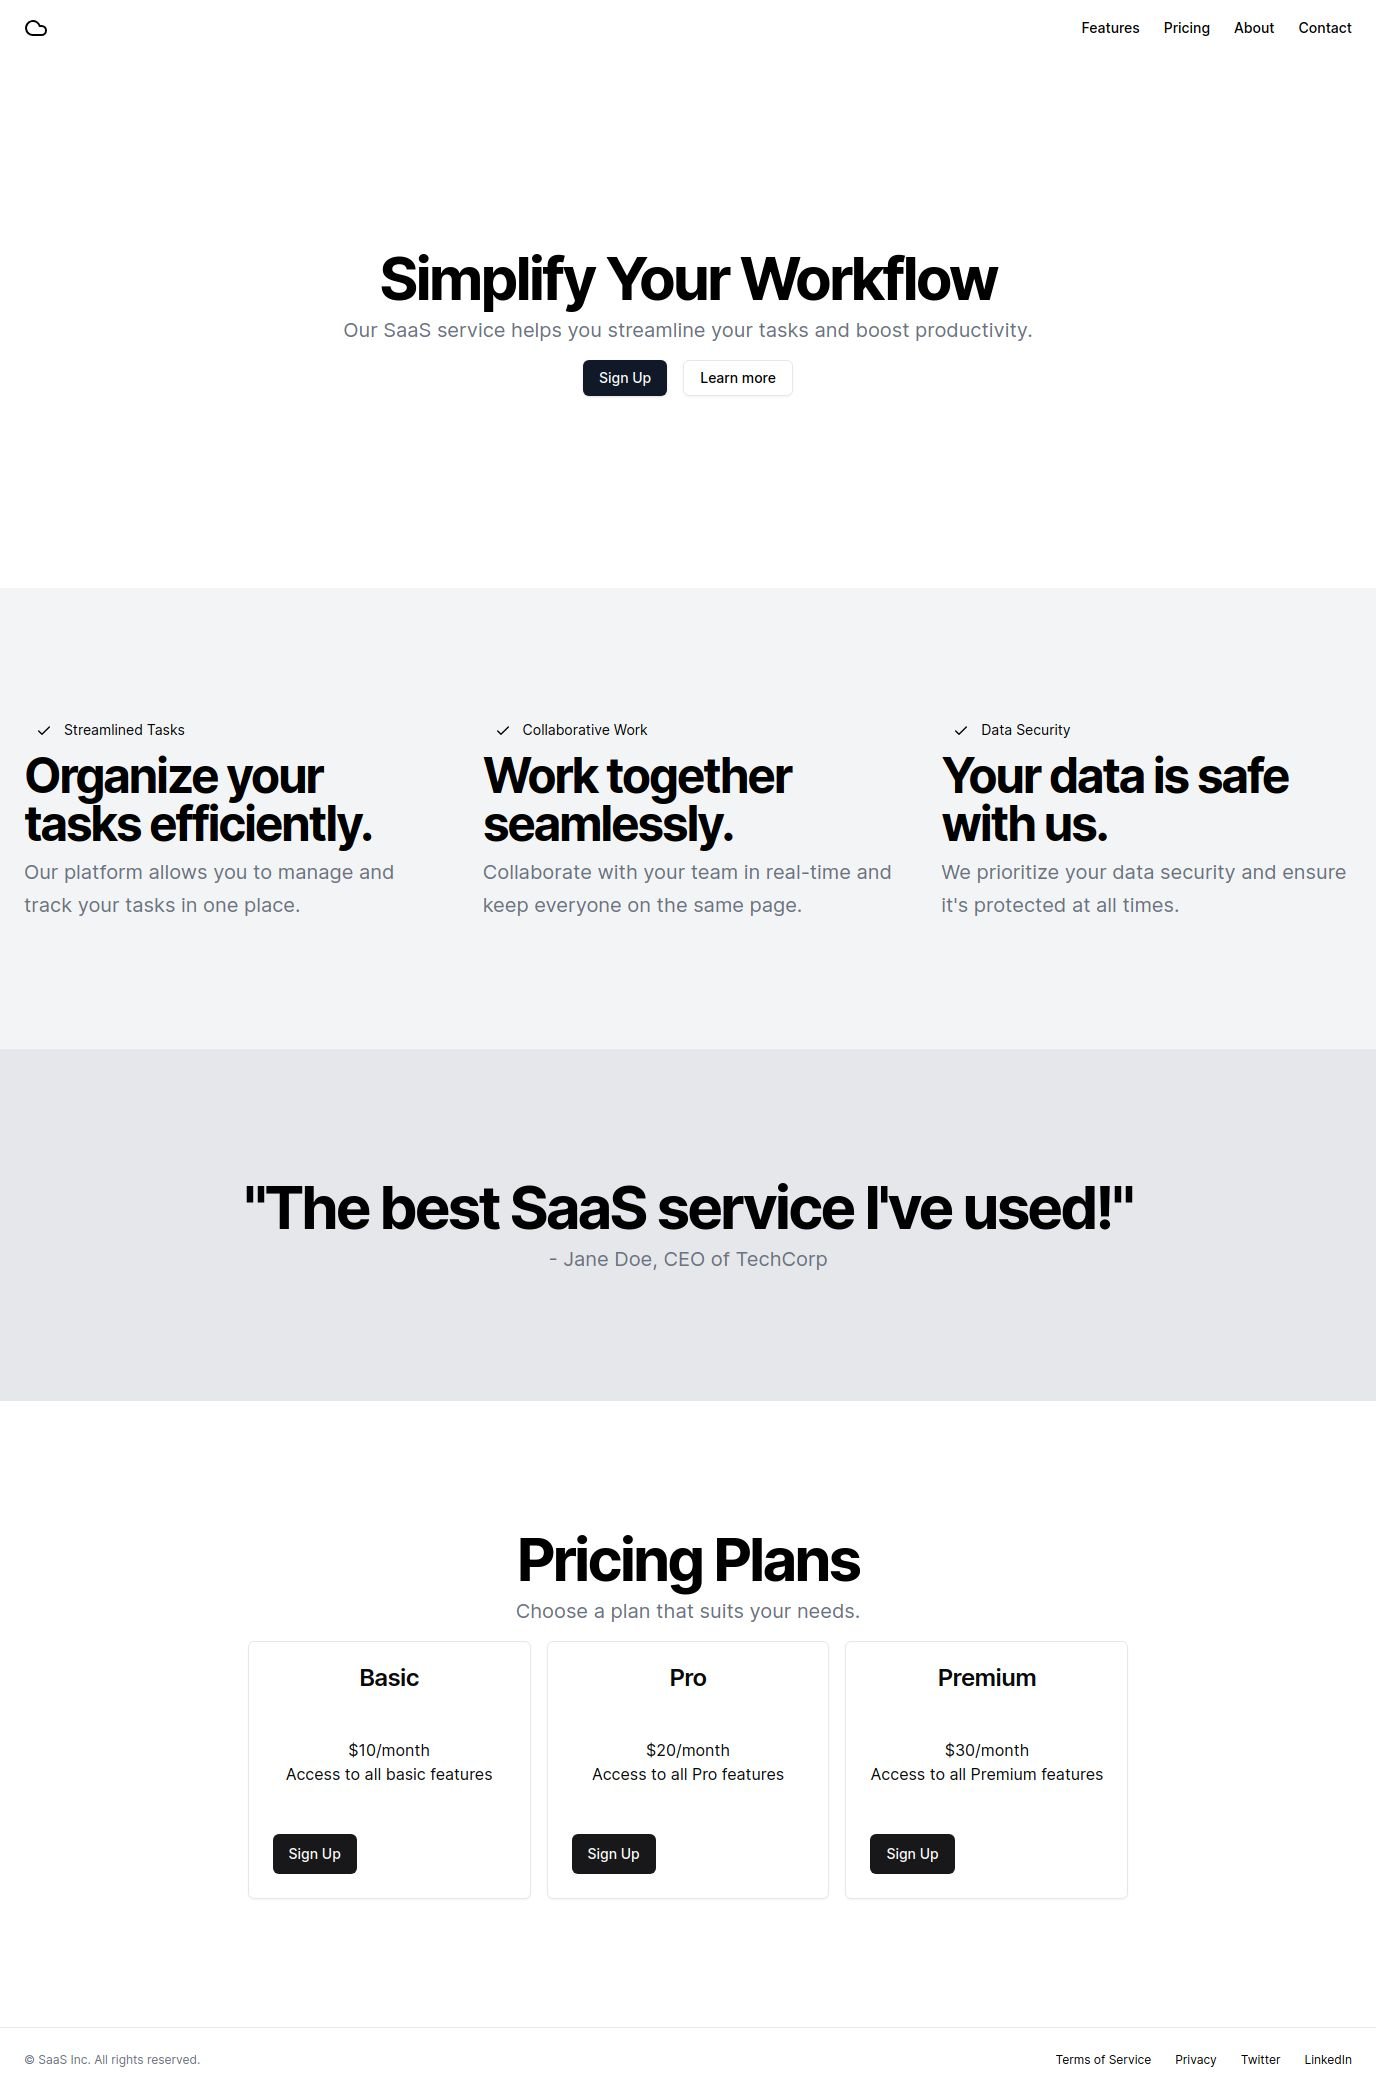 Features Pricing About Contact
Simplify Your Workflow
Our SaaS service helps you streamline your tasks and boost productivity.
Sign Up Learn more
Streamlined Tasks
Organize your
tasks efficiently.
Our platform allows you to manage and
track your tasks in one place.
Collaborative Work
Work together
seamlessly.
Collaborate with your team in real-time and
keep everyone on the same page.
Data Security
Your data is safe
with us.
We prioritize your data security and ensure
it's protected at all times.
"The best SaaS service I've used!"
- Jane Doe, CEO of TechCorp
Pricing Plans
Choose a plan that suits your needs.
Basic
$10/month
Access to all basic features
Sign Up
Pro
$20/month
Access to all Pro features
Sign Up
Premium
$30/month
Access to all Premium features
Sign Up
© SaaS Inc. All rights reserved.
Terms of Service Privacy Twitter LinkedIn